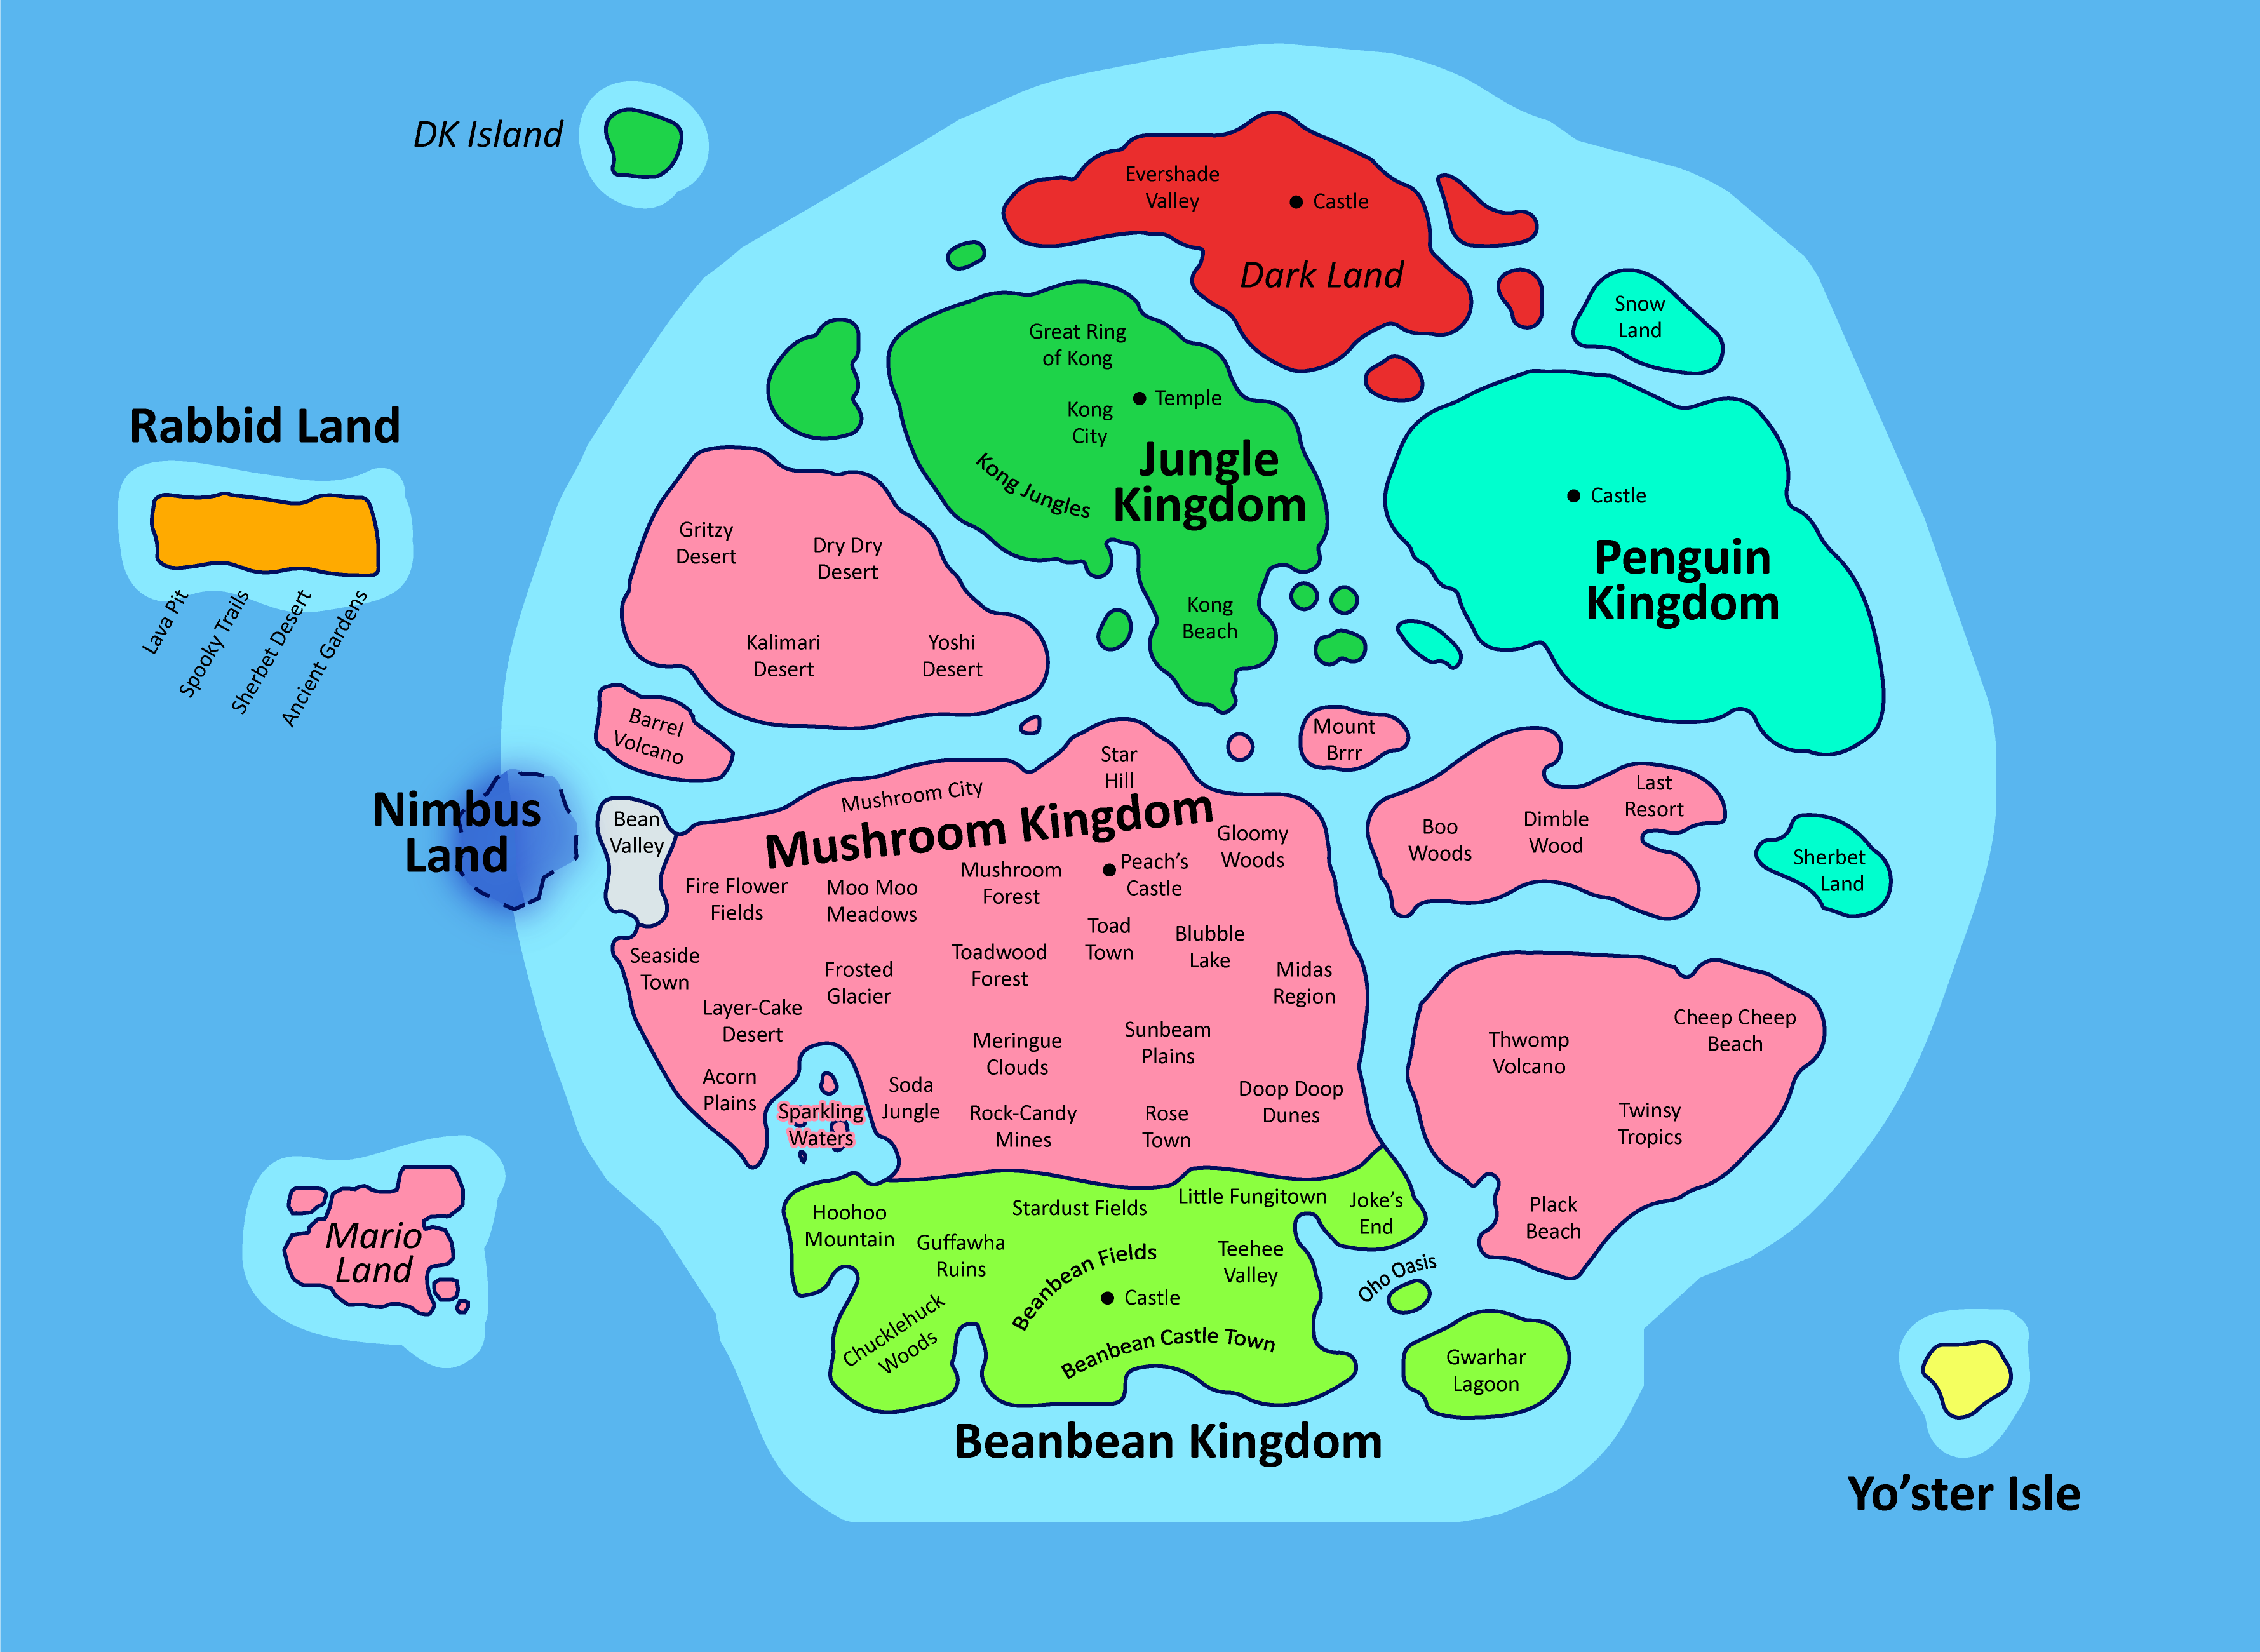 DK Island
Evershade
Valley
Castle
Dark Land
Snow
Land
Great Ring
of Kong
Temple
Kong
City
Kong Jungles
Jungle
Kingdom
Kong
Beach
Castle
Penguin
Kingdom
Rabbid Land
Lava Pit
Spooky Trails
Sherbet Desert
Ancient Gardens
Gritzy
Desert
Dry Dry
Desert
Kalimari
Desert
Yoshi
Desert
Barrel
Volcano
Mount
Brrr
Nimbus
Land
Bean
Valley
Star
Hill
Mushroom City
Mushroom Kingdom
Gloomy
Woods
Peach's
Castle
Mushroom
Forest
Moo Moo
Meadows
Fire Flower
Fields
Boo
Woods
Dimble
Wood
Last
Resort
Sherbet
Land
Seaside
Town
Frosted
Glacier
Toadwood
Forest
Toad
Town
Blubble
Lake
Midas
Region
Layer-Cake
Desert
Meringue
Clouds
Sunbeam
Plains
Acorn
Plains
Sparkling
Waters
Soda
Jungle
Rock-Candy
Mines
Rose
Town
Doop Doop
Dunes
Thwomp
Volcano
Cheep Cheep
Beach
Twinsy
Tropics
Plack
Beach
Mario
Land
Hoohoo
Mountain
Guffawha
Ruins
Stardust Fields
Little Fungitown
Joke's
End
Teehee
Valley
Beanbean Fields
Castle
Chucklehuck
Woods
Beanbean Castle Town
Oho Oasis
Gwarhar
Lagoon
Beanbean Kingdom
Yo'ster Isle